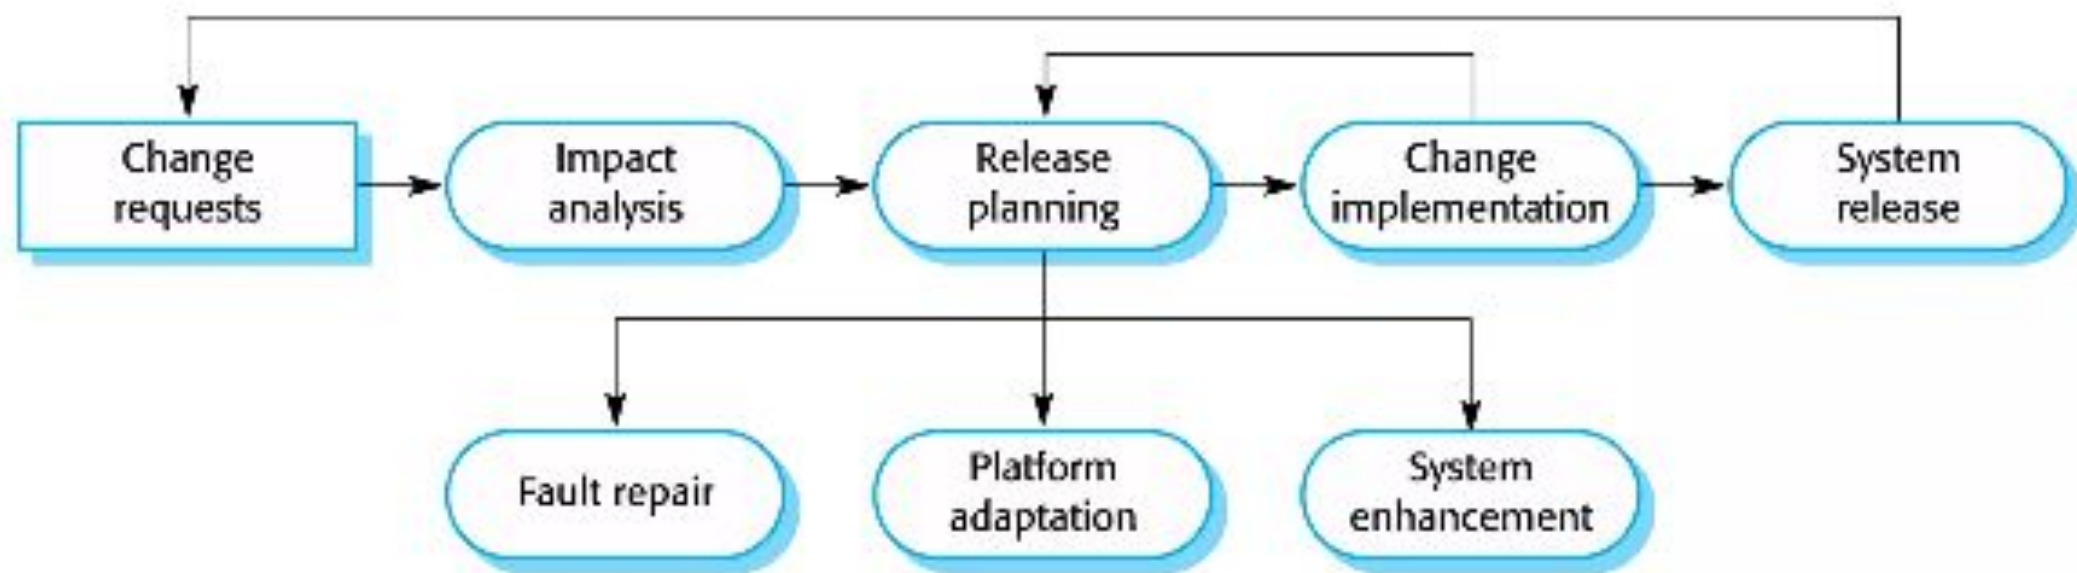 Change
requests
Impact
analysis
Release
planning
Change
implementation
System
release
Fault repair
Platform
adaptation
System
enhancement